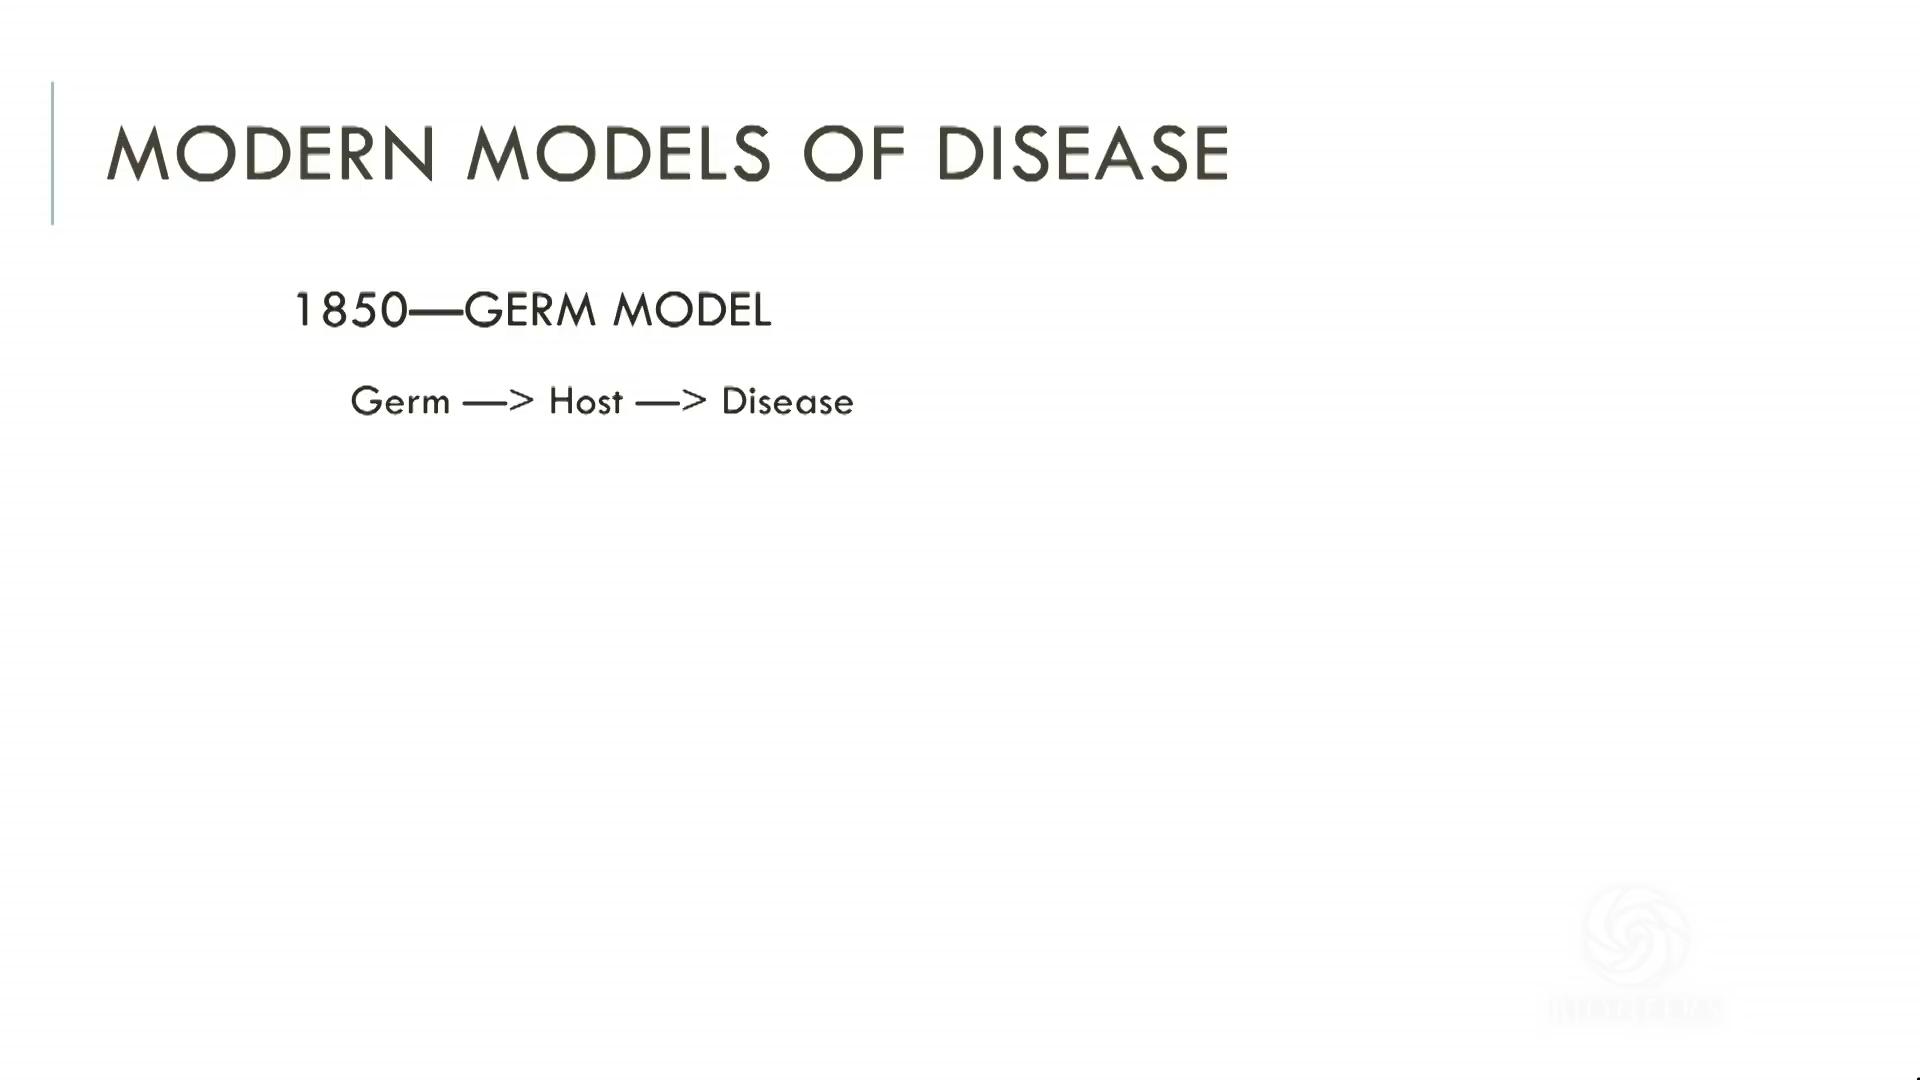 MODERN MODELS OF DISEASE
1850—GERM MODEL
Germ —> Host —> Disease